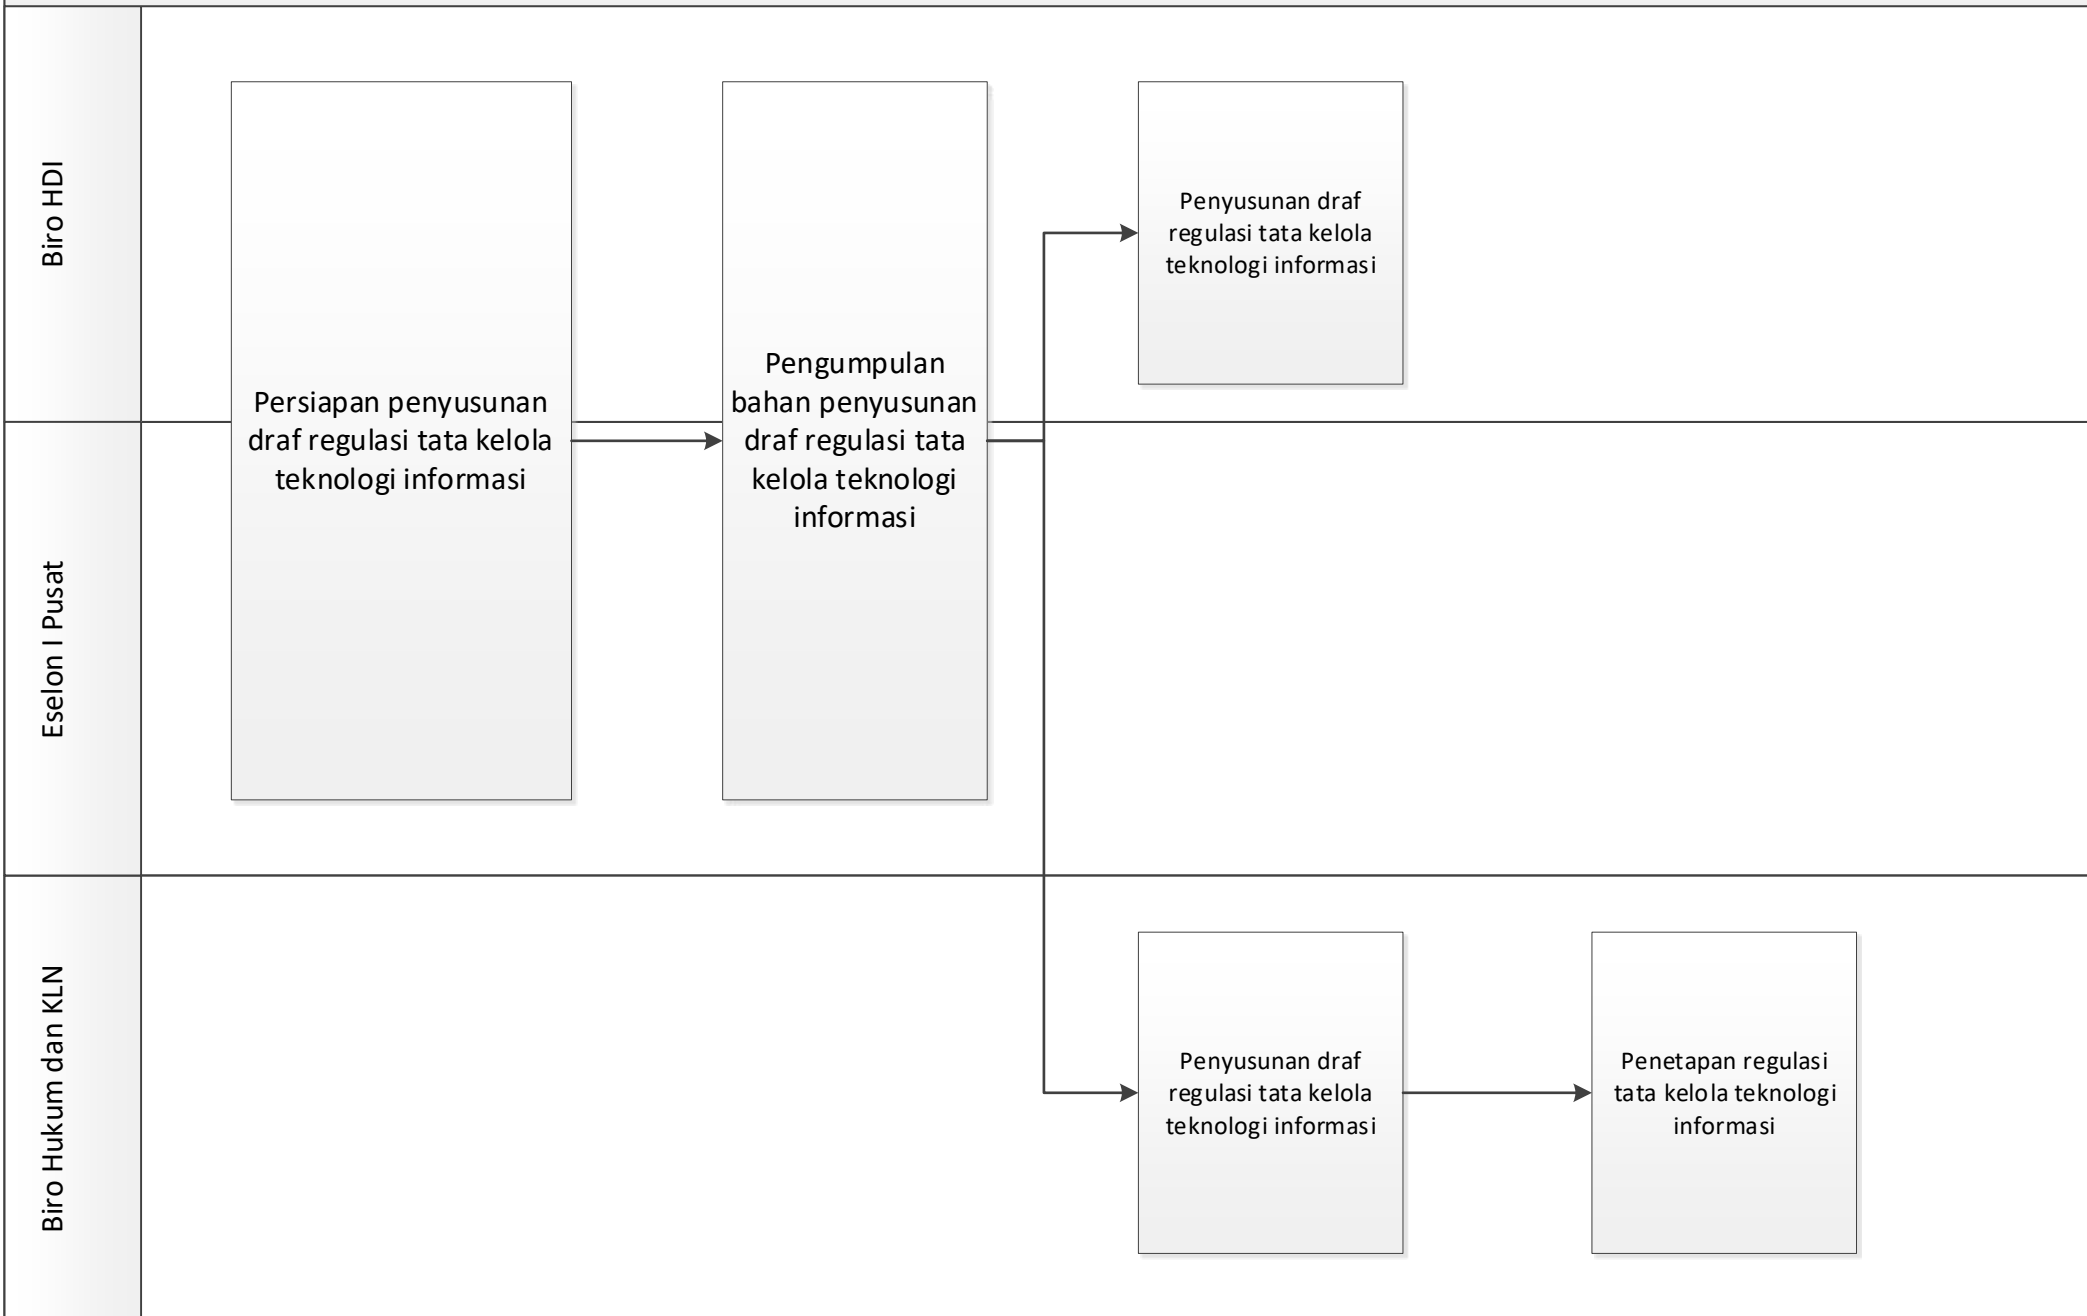 Biro HDI
Persiapan penyusunan
draf regulasi tata kelola
teknologi informasi
Pengumpulan
bahan penyusunan
draf regulasi tata
kelola teknologi
informasi
Penyusunan draf
regulasi tata kelola
teknologi informasi
Eselon I Pusat
Biro Hukum dan KLN
Penyusunan draf
regulasi tata kelola
teknologi informasi
Penetapan regulasi
tata kelola teknologi
informasi